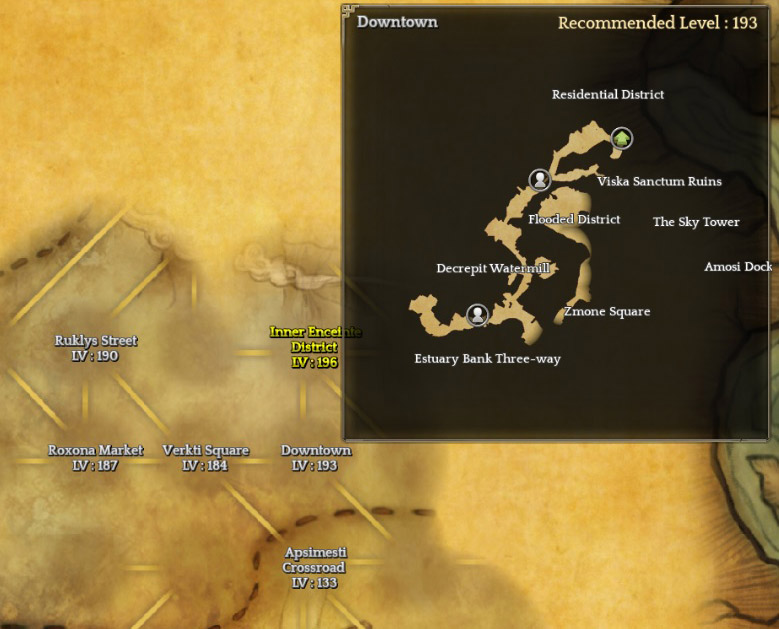 Downtown
Recommended Level : 193
Residential District
Viska Sanctum Ruins
Flooded District
The Sky Tower
Decrepit Watermill
Amosi Dock
Zmone Square
Estuary Bank Three-way
Ruklys Street
LV : 190
Inner Enceinte
District
LV : 196
Roxona Market
LV : 187
Verkti Square
LV : 184
Downtown
LV : 193
Apsimesti
Crossroad
LV : 133